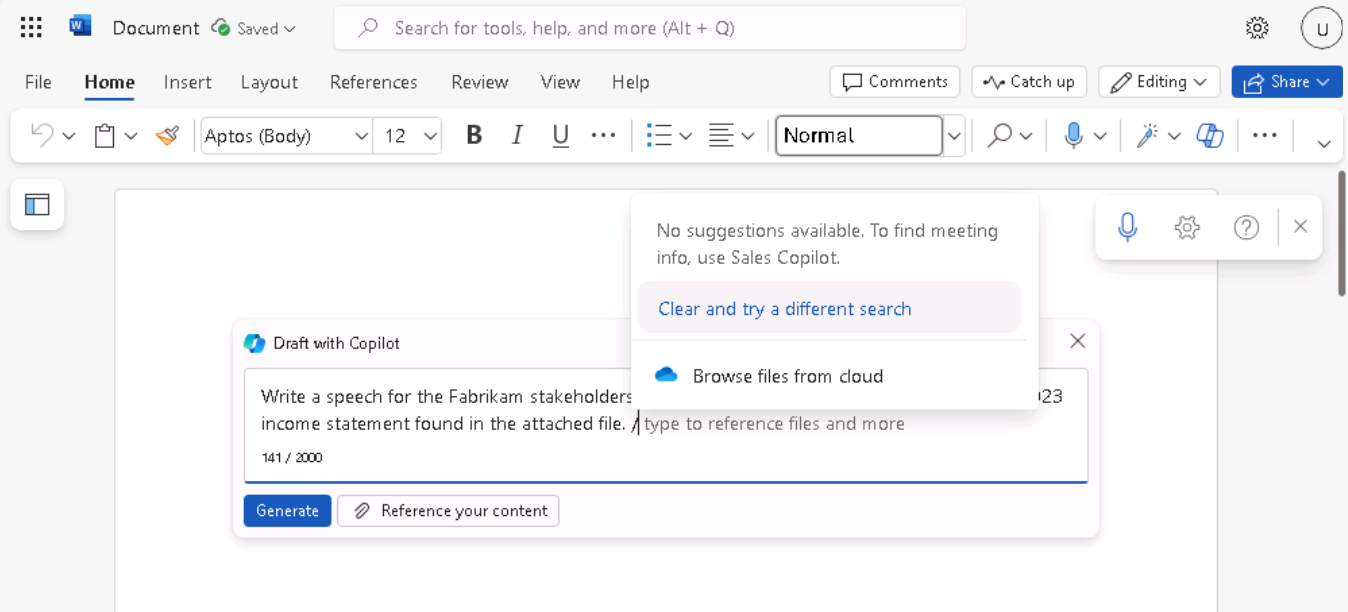 Document Saved
Search for tools, help, and more (Alt + Q)
U
File Home Insert Layout References Review View Help
Comments Catch up Editing Share
Aptos (Body) 12 B I U Normal
No suggestions available. To find meeting
info, use Sales Copilot.
Clear and try a different search
Browse files from cloud
Draft with Copilot
Write a speech for the Fabrikam stakeholders 23
income statement found in the attached file. / type to reference files and more
141 / 2000
Generate Reference your content